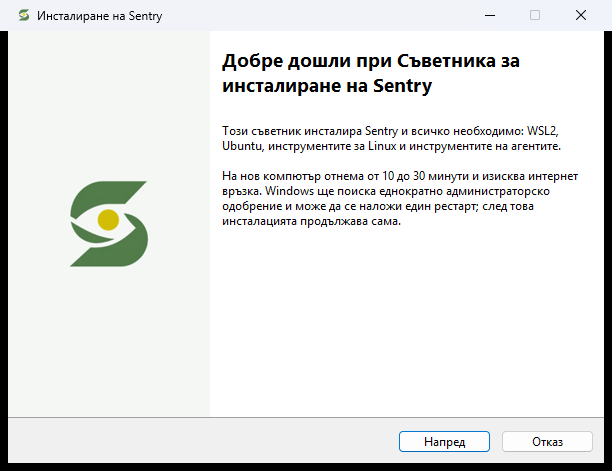 Инсталиране на Sentry
Добре дошли при Съветника за
инсталиране на Sentry
Този съветник инсталира Sentry и всичко необходимо: WSL2,
Ubuntu, инструментите за Linux и инструментите на агентите.
На нов компютър отнема от 10 до 30 минути и изисква интернет
връзка. Windows ще поиска еднократно администраторско
одобрение и може да се наложи един рестарт; след това
инсталацията продължава сама.
Напред
Отказ